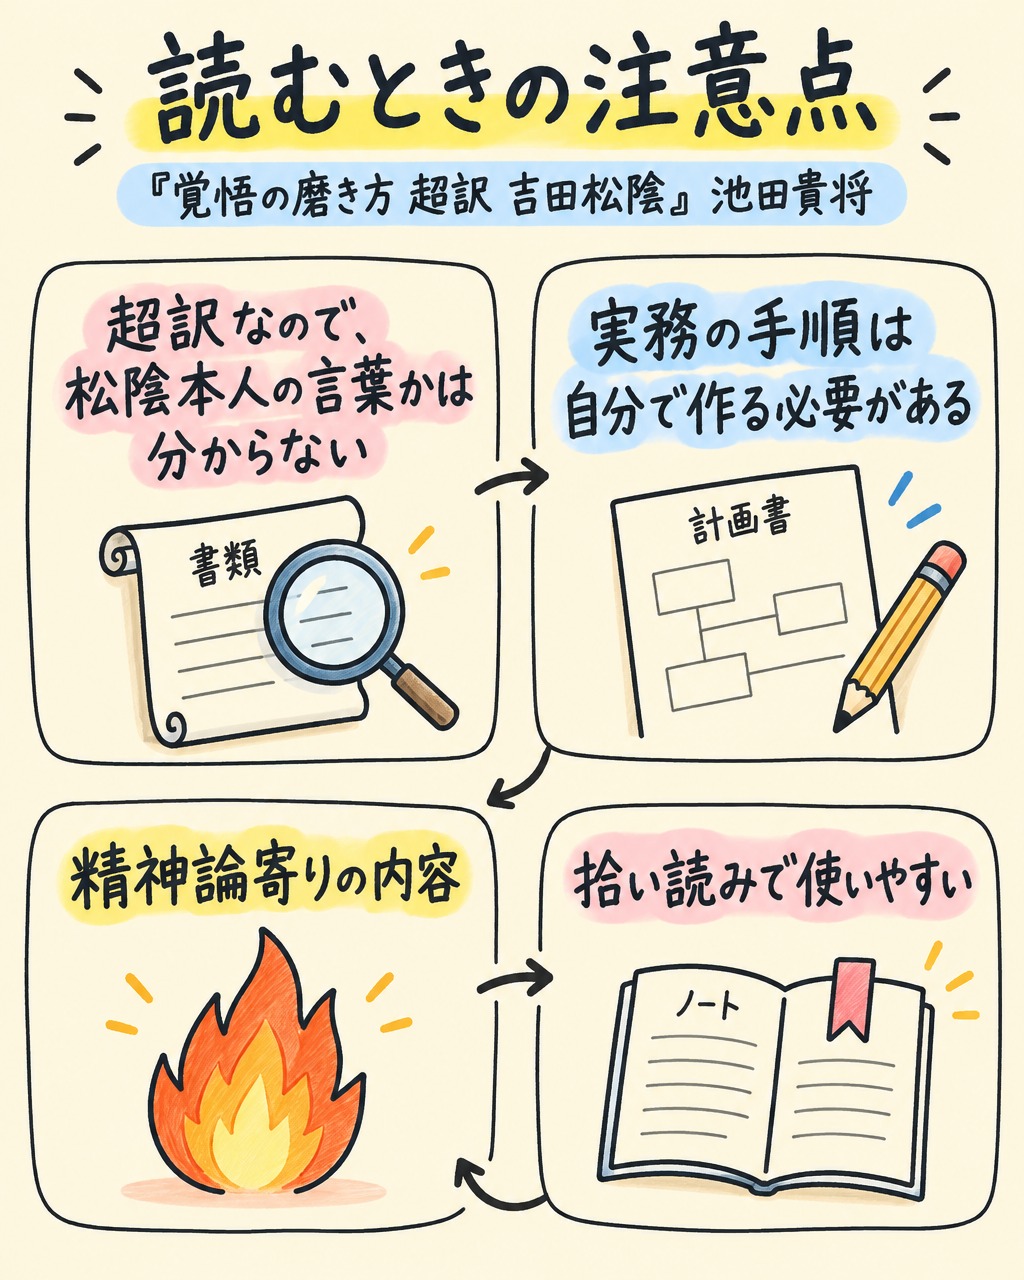 読むときの注意点
『覚悟の磨き方 超訳 吉田松陰』 池田貴将
超訳なので、
松陰本人の言葉かは
分からない
書類
実務の手順は
自分で作る必要がある
計画書
精神論寄りの内容
拾い読みで使いやすい
ノート